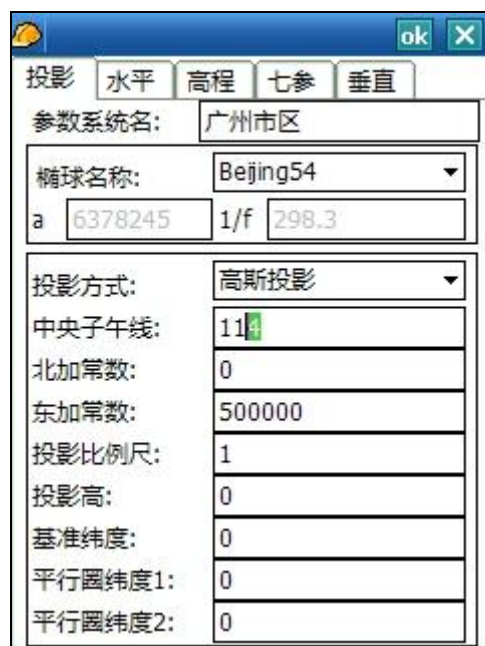 ok
投影 水平 高程 七参 垂直
参数系统名: 广州市区
椭球名称: Beijing54
a 6378245 1/f 298.3
投影方式: 高斯投影
中央子午线: 114
北加常数: 0
东加常数: 500000
投影比例尺: 1
投影高: 0
基准纬度: 0
平行圈纬度1: 0
平行圈纬度2: 0